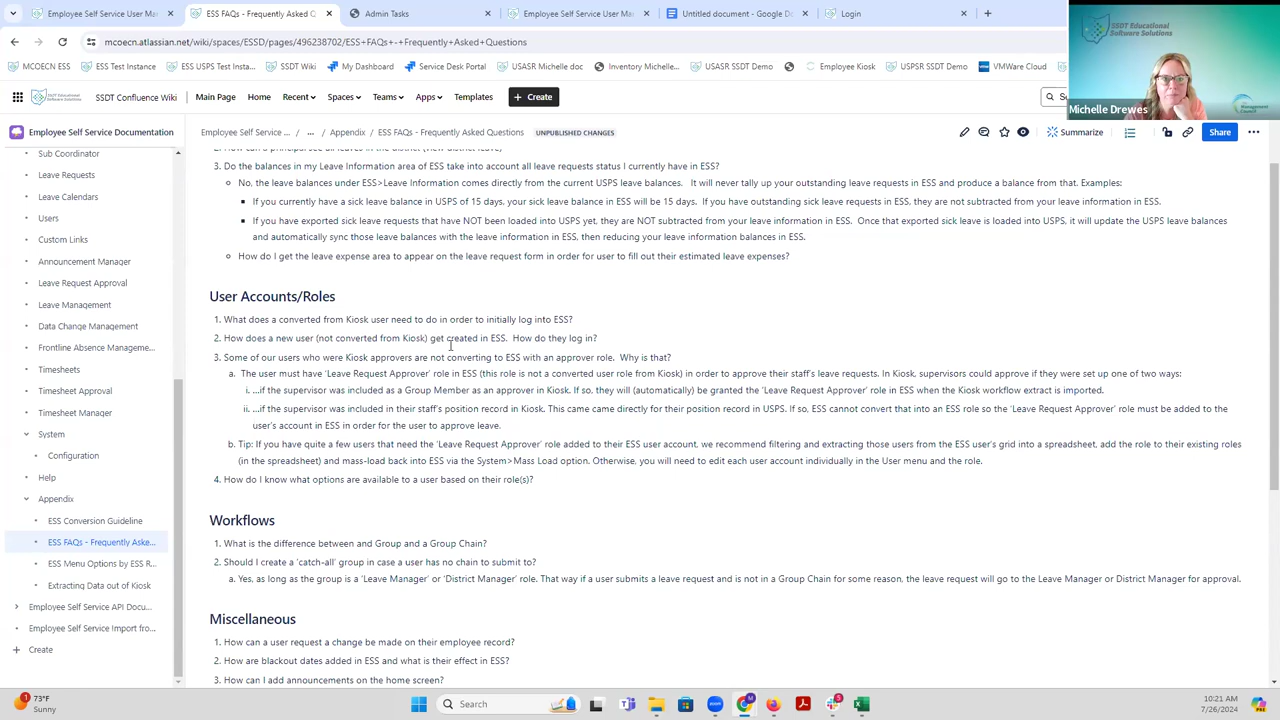 Employee Self Service User Man
ESS FAQs - Frequently Asked Q
Admin Tasks
Employee Self Service User Man
Untitled document - Google Do
Login
mcoecn.atlassian.net/wiki/spaces/ESSD/pages/496238702/ESS+FAQs+-+Frequently+Asked+Questions
MCOECN ESS
ESS Test Instance
ESS USPS Test Insta...
SSDT Wiki
My Dashboard
Service Desk Portal
USASR Michelle doc
Inventory Michelle...
USASR SSDT Demo
Employee Kiosk
USPSR SSDT Demo
VMWare Cloud
SSDT Educational
Software Solutions
Management
Council
Michelle Drewes
SSDT Confluence Wiki
Main Page
Home
Recent
Spaces
Teams
Apps
Templates
+ Create
Employee Self Service Documentation
Employee Self Service ... / ... / Appendix / ESS FAQs - Frequently Asked Questions UNPUBLISHED CHANGES
Summarize
Share
Sub Coordinator
Leave Requests
Leave Calendars
Users
Custom Links
Announcement Manager
Leave Request Approval
Leave Management
Data Change Management
Frontline Absence Manageme...
Timesheets
Timesheet Approval
Timesheet Manager
System
Configuration
Help
Appendix
ESS Conversion Guideline
ESS FAQs - Frequently Aske...
ESS Menu Options by ESS R...
Extracting Data out of Kiosk
Employee Self Service API Docu...
Employee Self Service Import fro...
+ Create
3. Do the balances in my Leave Information area of ESS take into account all leave requests status I currently have in ESS?
No, the leave balances under ESS>Leave Information comes directly from the current USPS leave balances. It will never tally up your outstanding leave requests in ESS and produce a balance from that. Examples:
If you currently have a sick leave balance in USPS of 15 days, your sick leave balance in ESS will be 15 days. If you have outstanding sick leave requests in ESS, they are not subtracted from your leave information in ESS.
If you have exported sick leave requests that have NOT been loaded into USPS yet, they are NOT subtracted from your leave information in ESS. Once that exported sick leave is loaded into USPS, it will update the USPS leave balances
and automatically sync those leave balances with the leave information in ESS, then reducing your leave information balances in ESS.
How do I get the leave expense area to appear on the leave request form in order for user to fill out their estimated leave expenses?
User Accounts/Roles
1. What does a converted from Kiosk user need to do in order to initially log into ESS?
2. How does a new user (not converted from Kiosk) get created in ESS. How do they log in?
3. Some of our users who were Kiosk approvers are not converting to ESS with an approver role. Why is that?
a. The user must have 'Leave Request Approver' role in ESS (this role is not a converted user role from Kiosk) in order to approve their staff's leave requests. In Kiosk, supervisors could approve if they were set up one of two ways:
i. ...if the supervisor was included as a Group Member as an approver in Kiosk. If so, they will (automatically) be granted the 'Leave Request Approver' role in ESS when the Kiosk workflow extract is imported.
ii. ...if the supervisor was included in their staff's position record in Kiosk. This came came directly for their position record in USPS. If so, ESS cannot convert that into an ESS role so the 'Leave Request Approver' role must be added to the
user's account in ESS in order for the user to approve leave.
b. Tip: If you have quite a few users that need the 'Leave Request Approver' role added to their ESS user account, we recommend filtering and extracting those users from the ESS user's grid into a spreadsheet, add the role to their existing roles
(in the spreadsheet) and mass-load back into ESS via the System>Mass Load option. Otherwise, you will need to edit each user account individually in the User menu and the role.
4. How do I know what options are available to a user based on their role(s)?
Workflows
1. What is the difference between and Group and a Group Chain?
2. Should I create a 'catch-all' group in case a user has no chain to submit to?
a. Yes, as long as the group is a 'Leave Manager' or 'District Manager' role. That way if a user submits a leave request and is not in a Group Chain for some reason, the leave request will go to the Leave Manager or District Manager for approval.
Miscellaneous
1. How can a user request a change be made on their employee record?
2. How are blackout dates added in ESS and what is their effect in ESS?
3. How can I add announcements on the home screen?
73°F
Sunny
Search
10:21 AM
7/26/2024